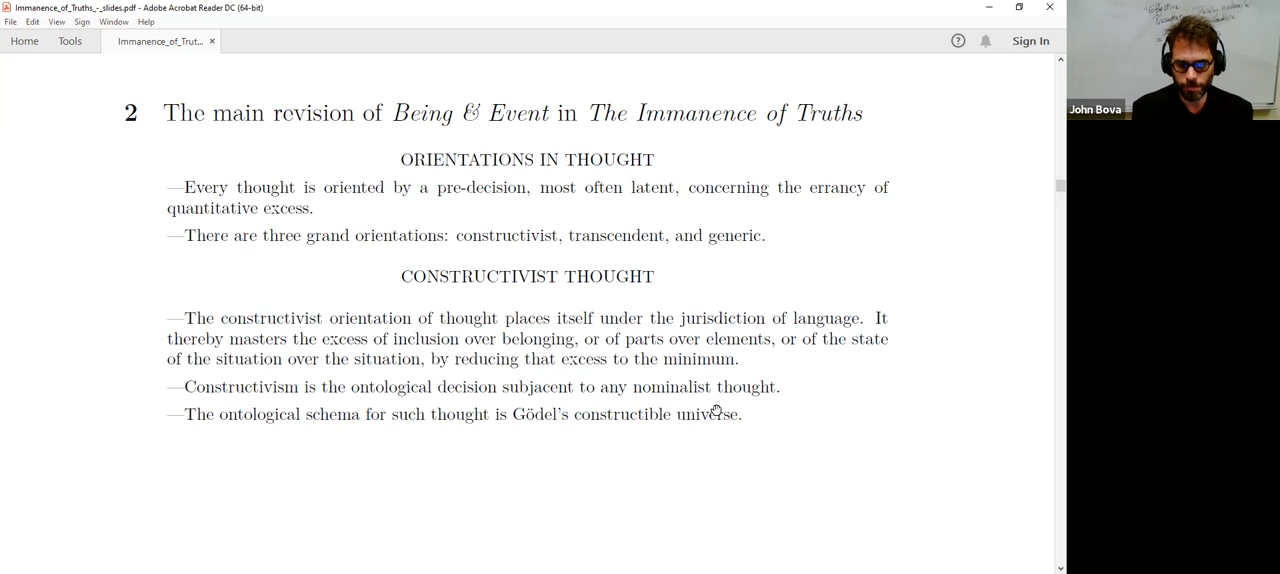 Immanence_of_Truths_-_slides.pdf - Adobe Acrobat Reader DC (64-bit)
File Edit View Sign Window Help
Home Tools Immanence_of_Trut... × Sign In
2 The main revision of Being & Event in The Immanence of Truths
ORIENTATIONS IN THOUGHT
—Every thought is oriented by a pre-decision, most often latent, concerning the errancy of
quantitative excess.
—There are three grand orientations: constructivist, transcendent, and generic.
CONSTRUCTIVIST THOUGHT
—The constructivist orientation of thought places itself under the jurisdiction of language. It
thereby masters the excess of inclusion over belonging, or of parts over elements, or of the state
of the situation over the situation, by reducing that excess to the minimum.
—Constructivism is the ontological decision subjacent to any nominalist thought.
—The ontological schema for such thought is Gödel's constructible universe.
John Bova